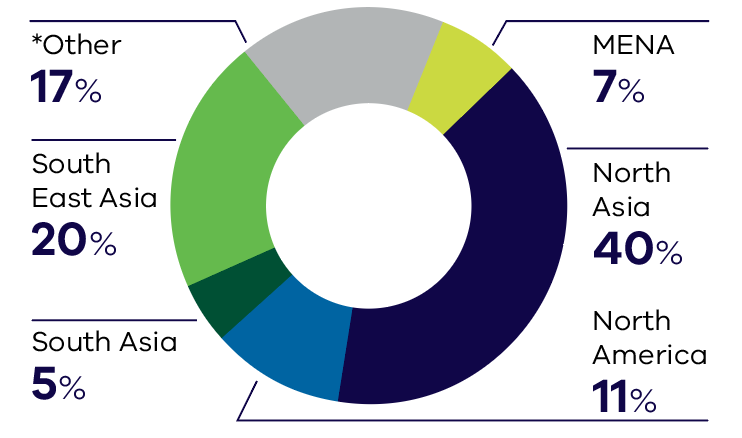 *Other
17%
South
East Asia
20%
South Asia
5%
MENA
7%
North
Asia
40%
North
America
11%